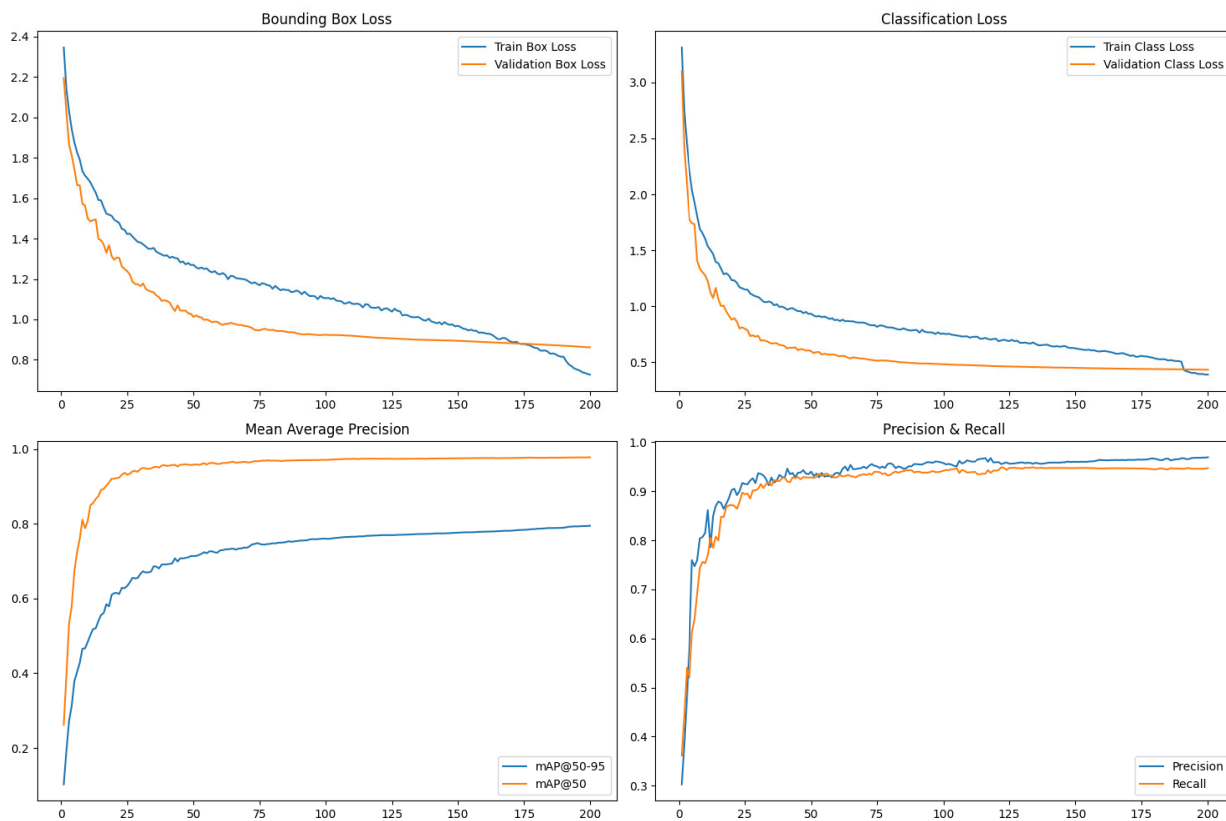 Bounding Box Loss
Train Box Loss
Validation Box Loss
2.4
2.2
2.0
1.8
1.6
1.4
1.2
1.0
0.8
0 25 50 75 100 125 150 175 200
Classification Loss
Train Class Loss
Validation Class Loss
3.0
2.5
2.0
1.5
1.0
0.5
0 25 50 75 100 125 150 175 200
Mean Average Precision
1.0
0.8
0.6
0.4
0.2
mAP@50-95
mAP@50
0 25 50 75 100 125 150 175 200
Precision & Recall
1.0
0.9
0.8
0.7
0.6
0.5
0.4
0.3
Precision
Recall
0 25 50 75 100 125 150 175 200